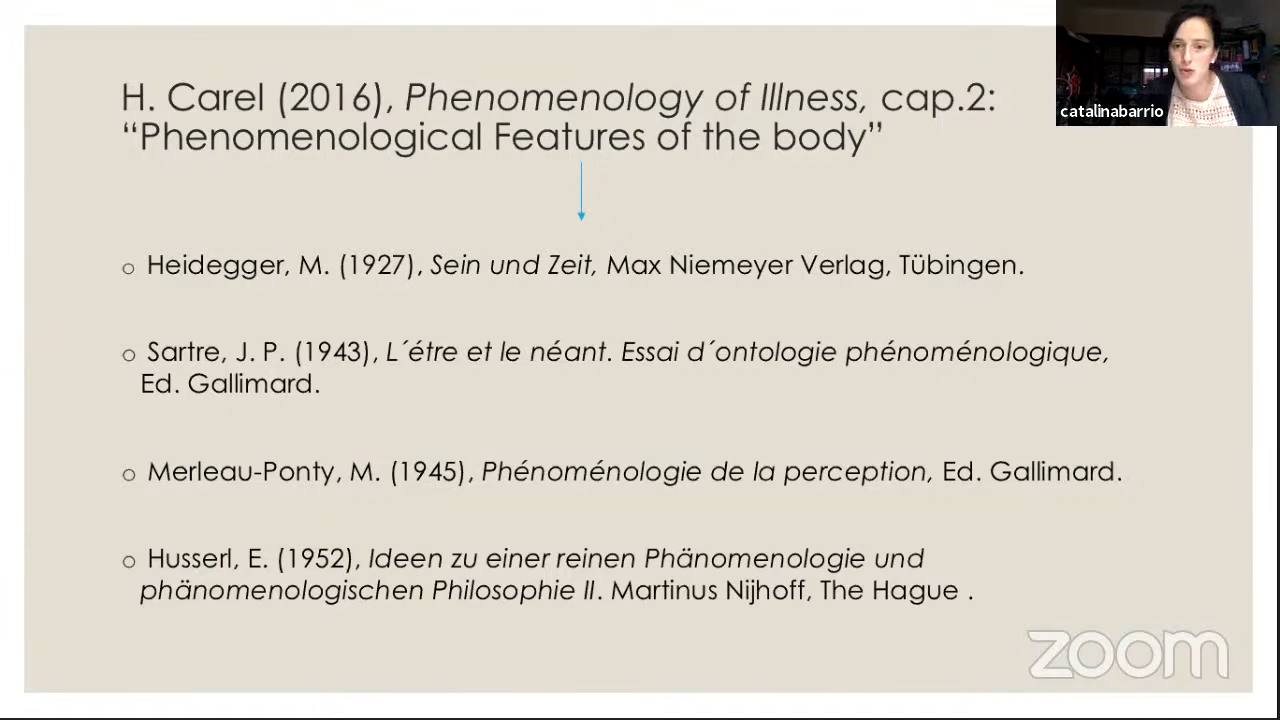 H. Carel (2016), Phenomenology of Illness, cap.2:
“Phenomenological Features of the body”
catalinabarrio
o Heidegger, M. (1927), Sein und Zeit, Max Niemeyer Verlag, Tübingen.
o Sartre, J. P. (1943), L´étre et le néant. Essai d´ontologie phénoménologique,
Ed. Gallimard.
o Merleau-Ponty, M. (1945), Phénoménologie de la perception, Ed. Gallimard.
o Husserl, E. (1952), Ideen zu einer reinen Phänomenologie und
phänomenologischen Philosophie II. Martinus Nijhoff, The Hague .
zoom